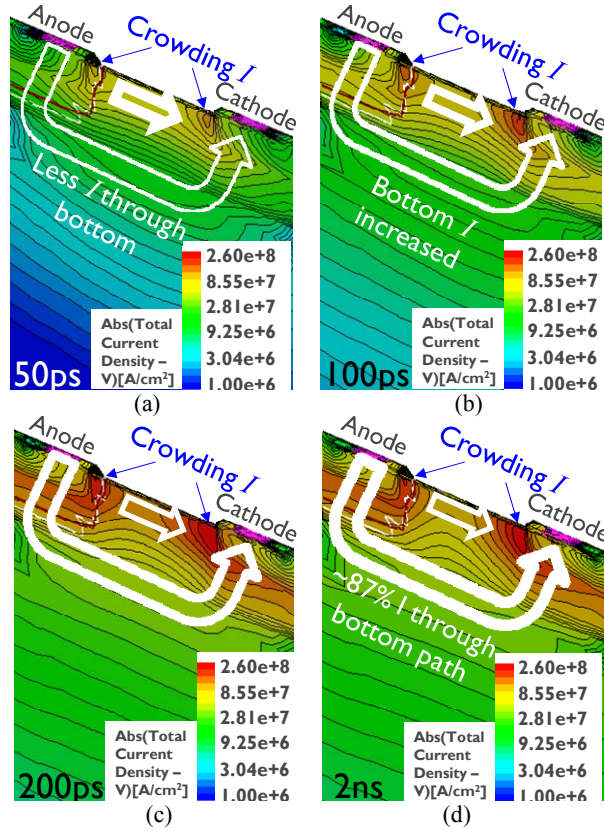 Anode
Crowding I
Cathode
Less I through
bottom
2.60e+8
8.55e+7
2.81e+7
9.25e+6
3.04e+6
1.00e+6
Abs(Total
Current
Density –
V)[A/cm²]
50ps
(a)
Anode
Crowding I
Cathode
Bottom I
increased
2.60e+8
8.55e+7
2.81e+7
9.25e+6
3.04e+6
1.00e+6
Abs(Total
Current
Density –
V)[A/cm²]
100ps
(b)
Anode
Crowding I
Cathode
2.60e+8
8.55e+7
2.81e+7
9.25e+6
3.04e+6
1.00e+6
Abs(Total
Current
Density –
V)[A/cm²]
200ps
(c)
Anode
Crowding I
Cathode
~87% I through
bottom path
2.60e+8
8.55e+7
2.81e+7
9.25e+6
3.04e+6
1.00e+6
Abs(Total
Current
Density –
V)[A/cm²]
2ns
(d)